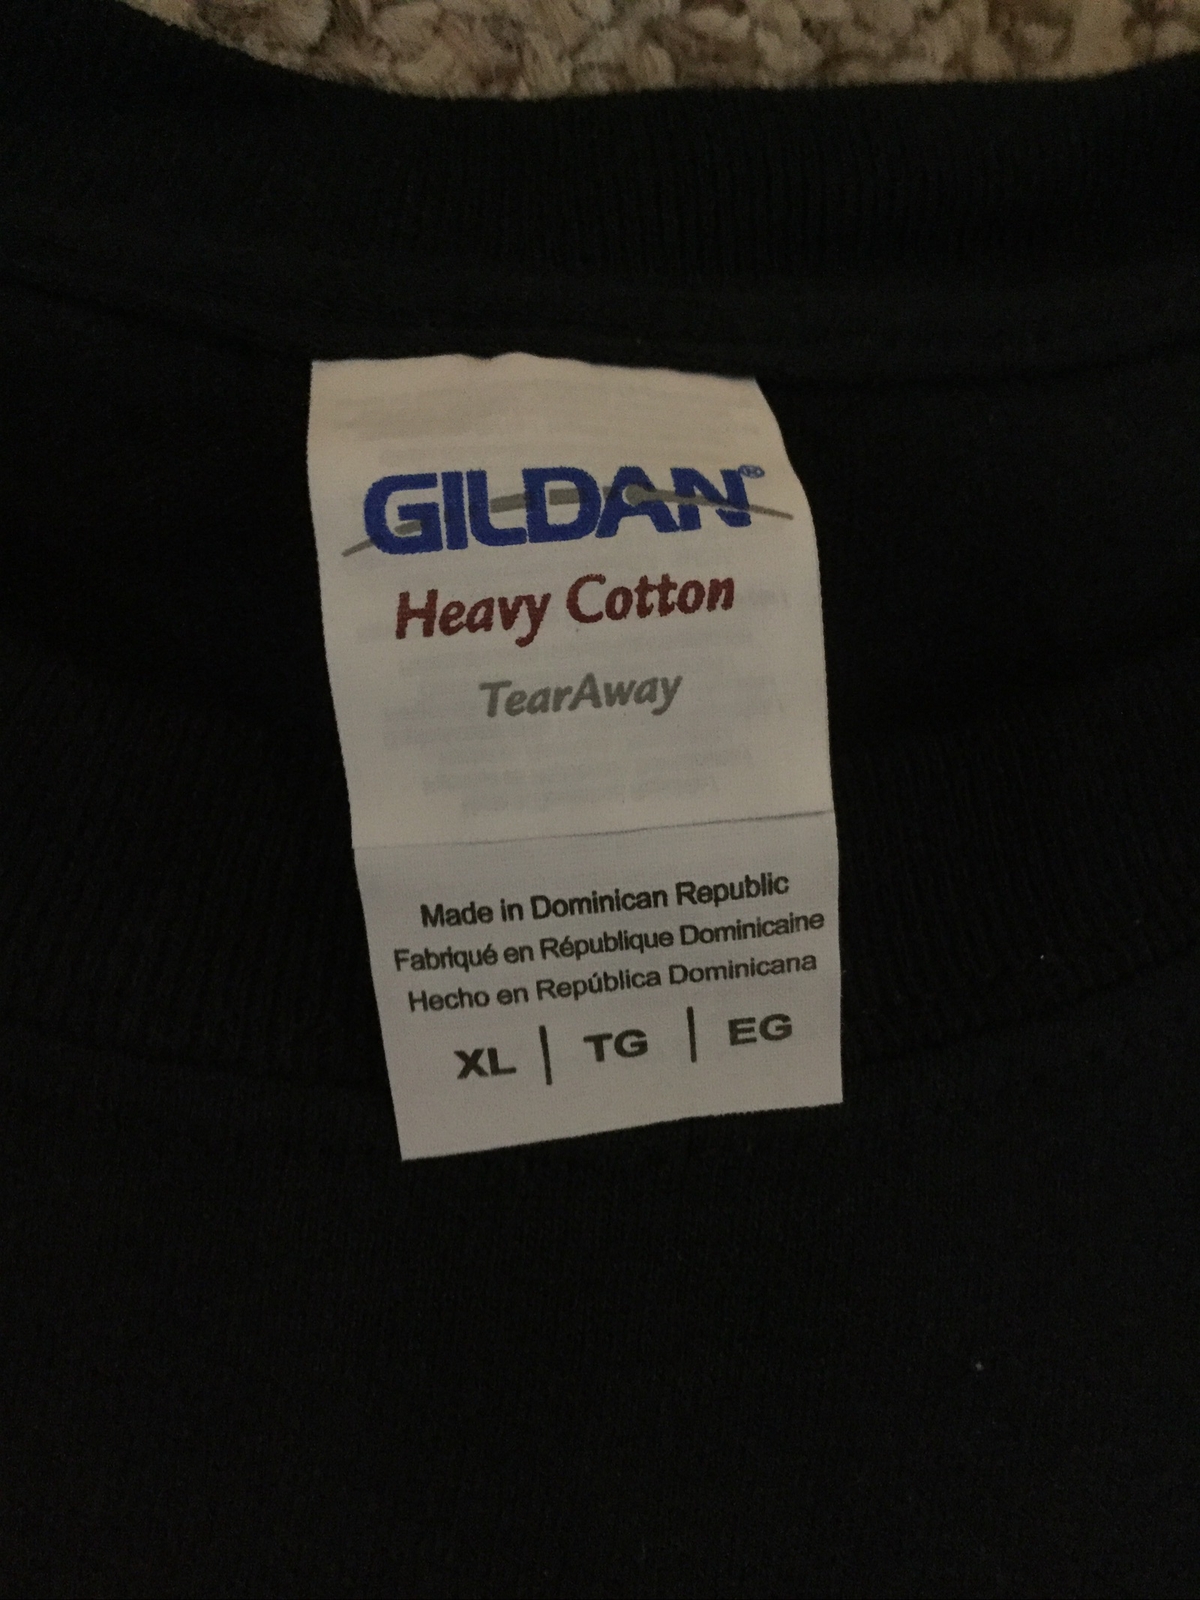 GILDAN®
Heavy Cotton
TearAway
Made in Dominican Republic
Fabriqué en République Dominicaine
Hecho en República Dominicana
XL | TG | EG